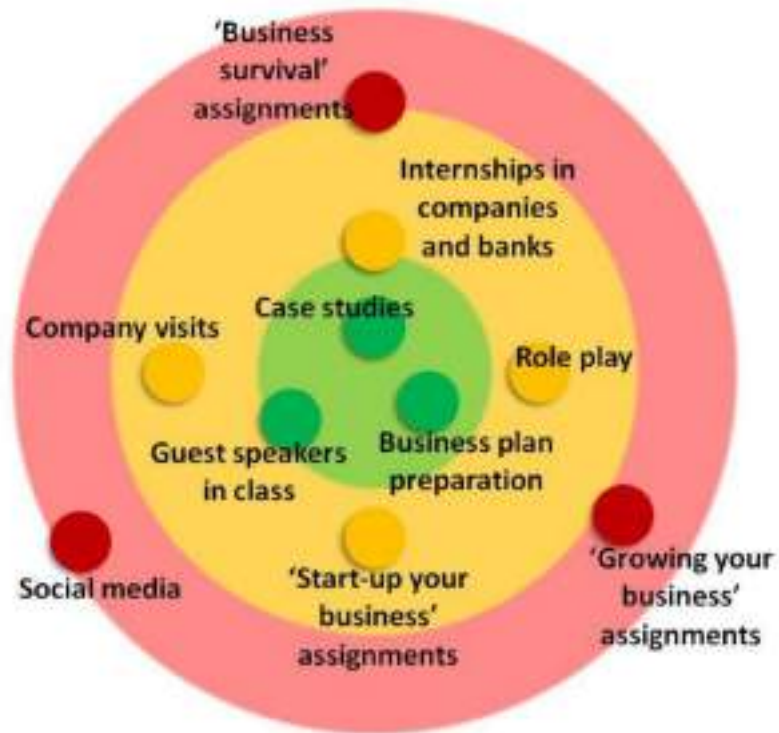 ‘Business
survival’
assignments
Internships in
companies
and banks
Case studies
Company visits
Role play
Guest speakers
in class
Business plan
preparation
Social media
‘Start-up your
business’
assignments
‘Growing your
business’
assignments